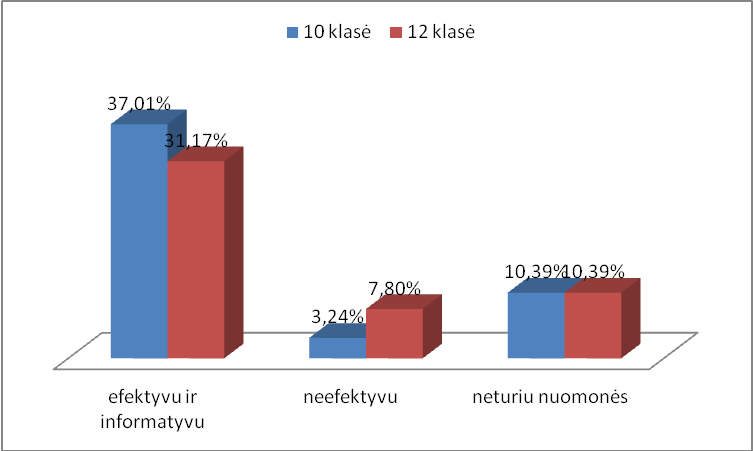 10 klasė 12 klasė
37,01%
31,17%
3,24%
7,80%
10,39% 10,39%
efektyvu ir
informatyvu
neefektyvu
neturiu nuomonės